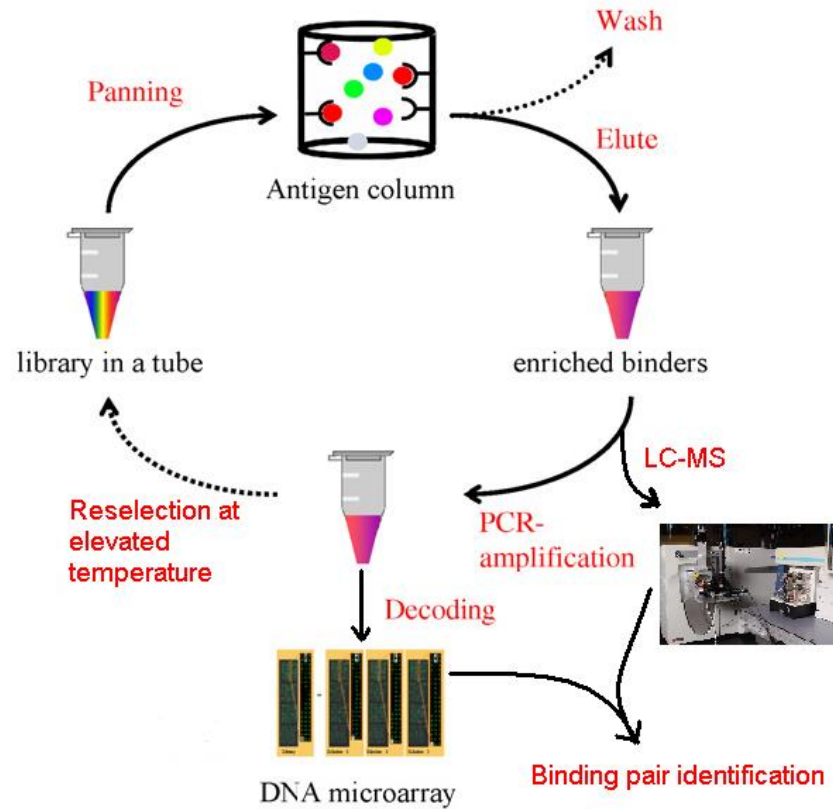 Wash
Panning
Elute
Antigen column
library in a tube
enriched binders
LC-MS
Reselection at
elevated
temperature
PCR-
amplification
Decoding
DNA microarray
Binding pair identification